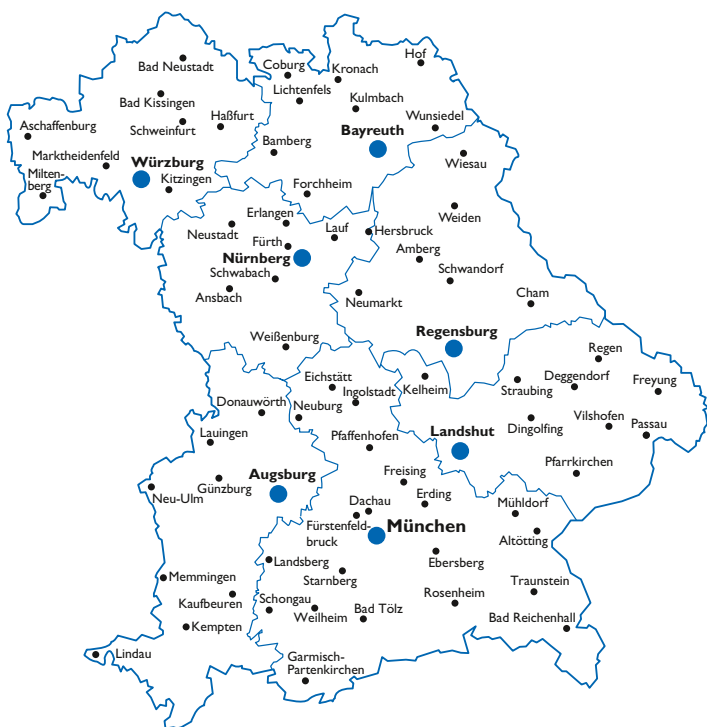 Hof
Coburg
Kronach
Bad Neustadt
Lichtenfels
Bad Kissingen
Kulmbach
Haßfurt
Wunsiedel
Aschaffenburg
Schweinfurt
Bayreuth
Bamberg
Marktheidenfeld
Würzburg
Wiesau
Milten-
berg
Kitzingen
Forchheim
Erlangen
Weiden
Neustadt
Lauf
Hersbruck
Fürth
Amberg
Nürnberg
Schwabach
Schwandorf
Ansbach
Neumarkt
Cham
Weißenburg
Regensburg
Regen
Eichstätt
Kelheim
Deggendorf
Straubing
Freyung
Ingolstadt
Donauwörth
Neuburg
Vilshofen
Landshut
Dingolfing
Passau
Lauingen
Pfaffenhofen
Pfarrkirchen
Augsburg
Freising
Günzburg
Neu-Ulm
Erding
Dachau
Mühldorf
Fürstenfeld-
bruck
München
Altötting
Landsberg
Ebersberg
Memmingen
Starnberg
Traunstein
Kaufbeuren
Schongau
Rosenheim
Weilheim
Bad Tölz
Bad Reichenhall
Kempten
Lindau
Garmisch-
Partenkirchen